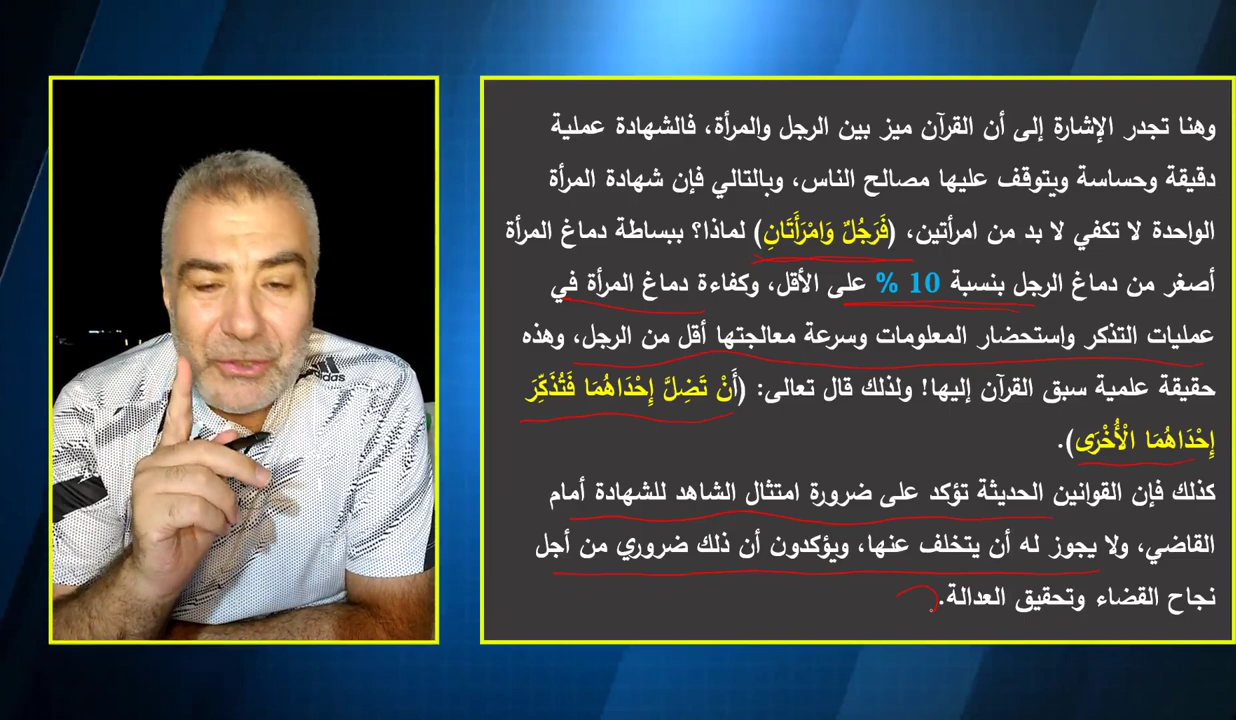 وهنا تجدر الإشارة إلى أن القرآن ميز بين الرجل والمرأة، فالشهادة عملية
دقيقة وحساسة ويتوقف عليها مصالح الناس، وبالتالي فإن شهادة المرأة
الواحدة لا تكفي لا بد من امرأتين، (فَرَجُلٌ وَامْرَأَتَانِ) لماذا؟ ببساطة دماغ المرأة
أصغر من دماغ الرجل بنسبة 10 % على الأقل، وكفاءة دماغ المرأة في
عمليات التذكر واستحضار المعلومات وسرعة معالجتها أقل من الرجل، وهذه
حقيقة علمية سبق القرآن إليها! ولذلك قال تعالى: (أَنْ تَضِلَّ إِحْدَاهُمَا فَتُذَكِّرَ
إِحْدَاهُمَا الْأُخْرَى).
كذلك فإن القوانين الحديثة تؤكد على ضرورة امتثال الشاهد للشهادة أمام
القاضي، ولا يجوز له أن يتخلف عنها، ويؤكدون أن ذلك ضروري من أجل
نجاح القضاء وتحقيق العدالة.
adidas